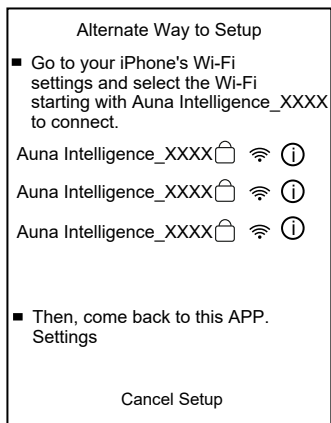 Alternate Way to Setup
Go to your iPhone's Wi-Fi
settings and select the Wi-Fi
starting with Auna Intelligence_XXXX
to connect.
Auna Intelligence_XXXX
Auna Intelligence_XXXX
Auna Intelligence_XXXX
Then, come back to this APP.
Settings
Cancel Setup